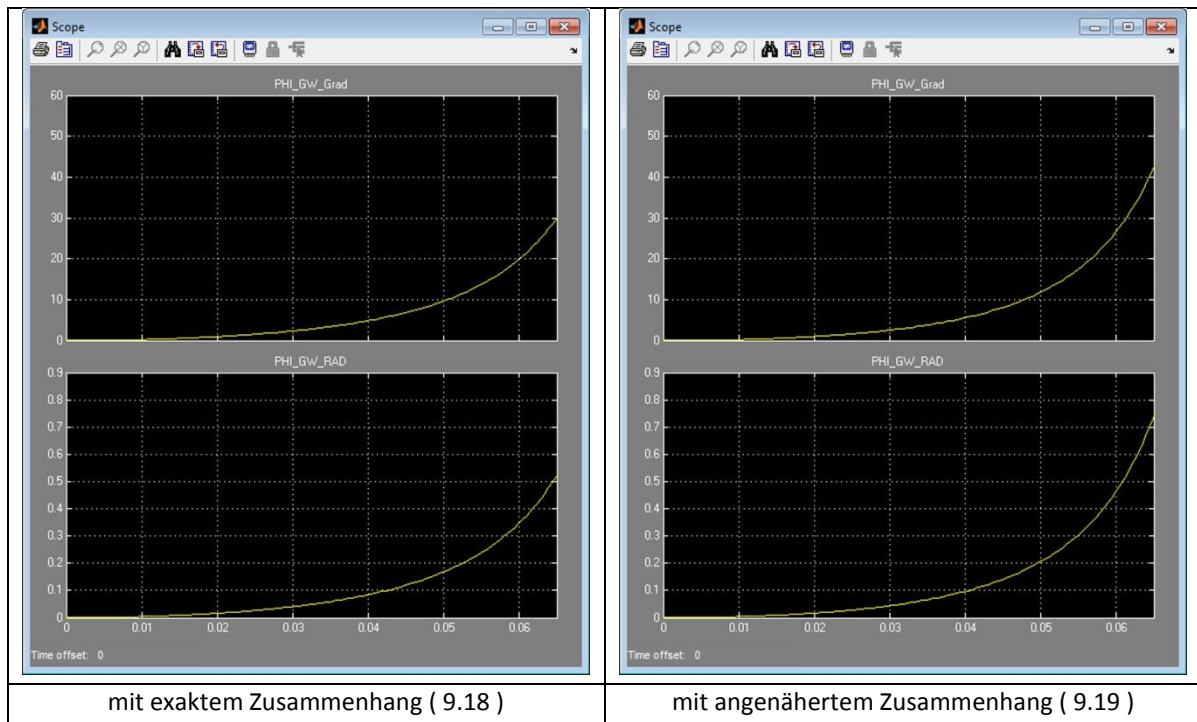 Scope
PHI_GW_Grad
60
50
40
30
20
10
0
PHI_GW_RAD
0.9
0.8
0.7
0.6
0.5
0.4
0.3
0.2
0.1
0
0 0.01 0.02 0.03 0.04 0.05 0.06
Time offset: 0
mit exaktem Zusammenhang ( 9.18 )
Scope
PHI_GW_Grad
60
50
40
30
20
10
0
PHI_GW_RAD
0.9
0.8
0.7
0.6
0.5
0.4
0.3
0.2
0.1
0
0 0.01 0.02 0.03 0.04 0.05 0.06
Time offset: 0
mit angenähertem Zusammenhang ( 9.19 )